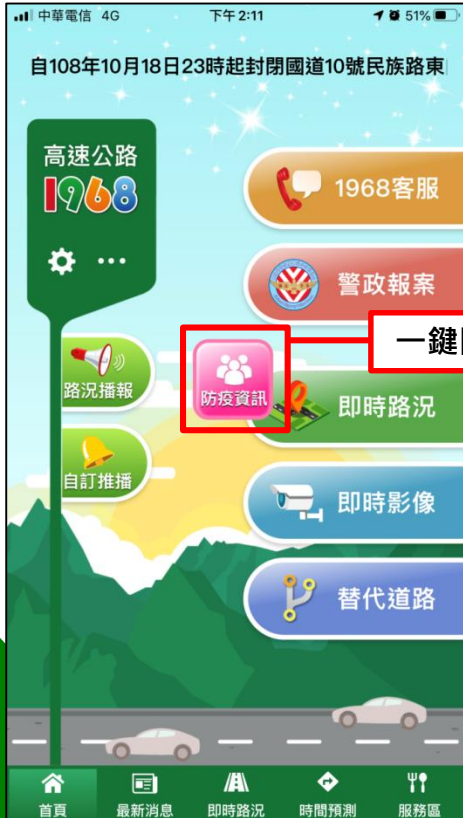 中華電信 4G 下午2:11 51%
自108年10月18日23時起封閉國道10號民族路東
高速公路
1968
1968客服
警政報案
一鍵
路況播報
防疫資訊
即時路況
自訂推播
即時影像
替代道路
首頁 最新消息 即時路況 時間預測 服務區